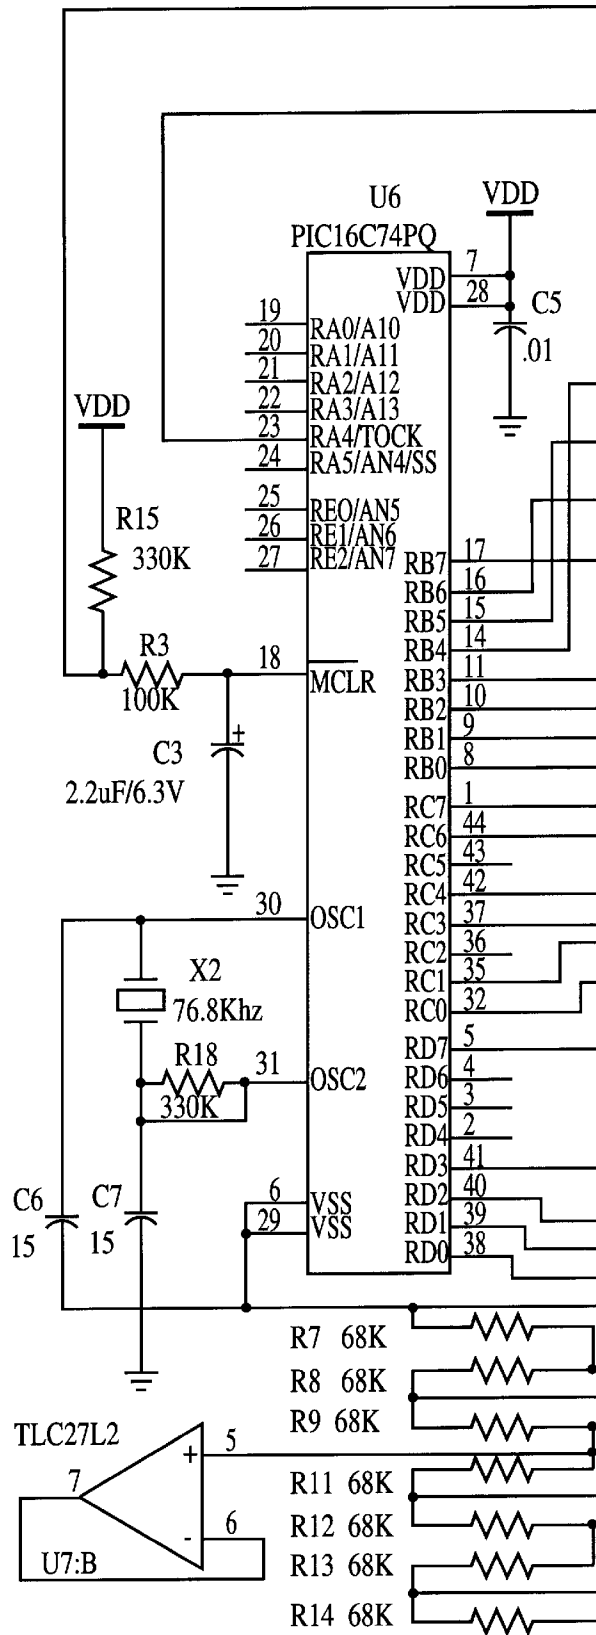 U6
VDD
PIC16C74PQ
7
VDD
28
VDD
C5
.01
19
RA0/A10
20
RA1/A11
21
RA2/A12
22
RA3/A13
23
RA4/TOCK
24
RA5/AN4/SS
25
REO/AN5
26
RE1/AN6
27
RE2/AN7
VDD
R15
330K
RB7
17
RB6
16
RB5
15
RB4
14
RB3
11
RB2
10
RB1
9
RB0
8
R3
100K
18
MCLR
C3
+
2.2uF/6.3V
RC7
1
RC6
44
RC5
43
RC4
42
RC3
37
RC2
36
RC1
35
RC0
32
30
OSC1
X2
76.8Khz
R18
330K
31
OSC2
RD7
5
RD6
4
RD5
3
RD4
2
RD3
41
RD2
40
RD1
39
RD0
38
C6
15
C7
15
6
VSS
29
VSS
R7 68K
R8 68K
R9 68K
R11 68K
R12 68K
R13 68K
R14 68K
TLC27L2
+
5
7
-
6
U7:B